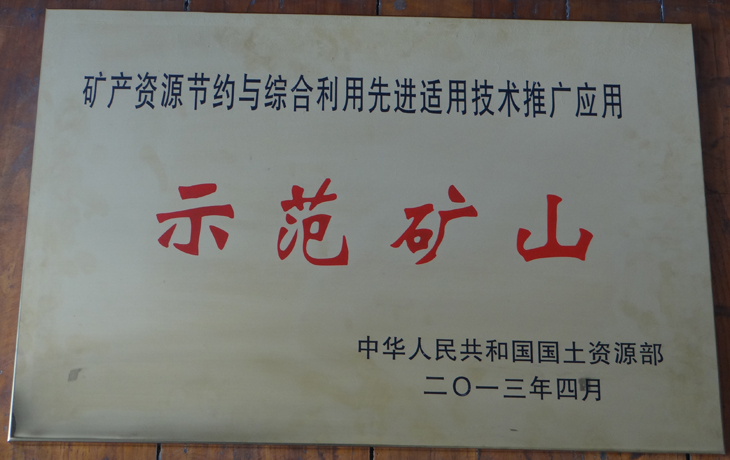 矿产资源节约与综合利用先进适用技术推广应用
示范矿山
中华人民共和国国土资源部
二〇一三年四月